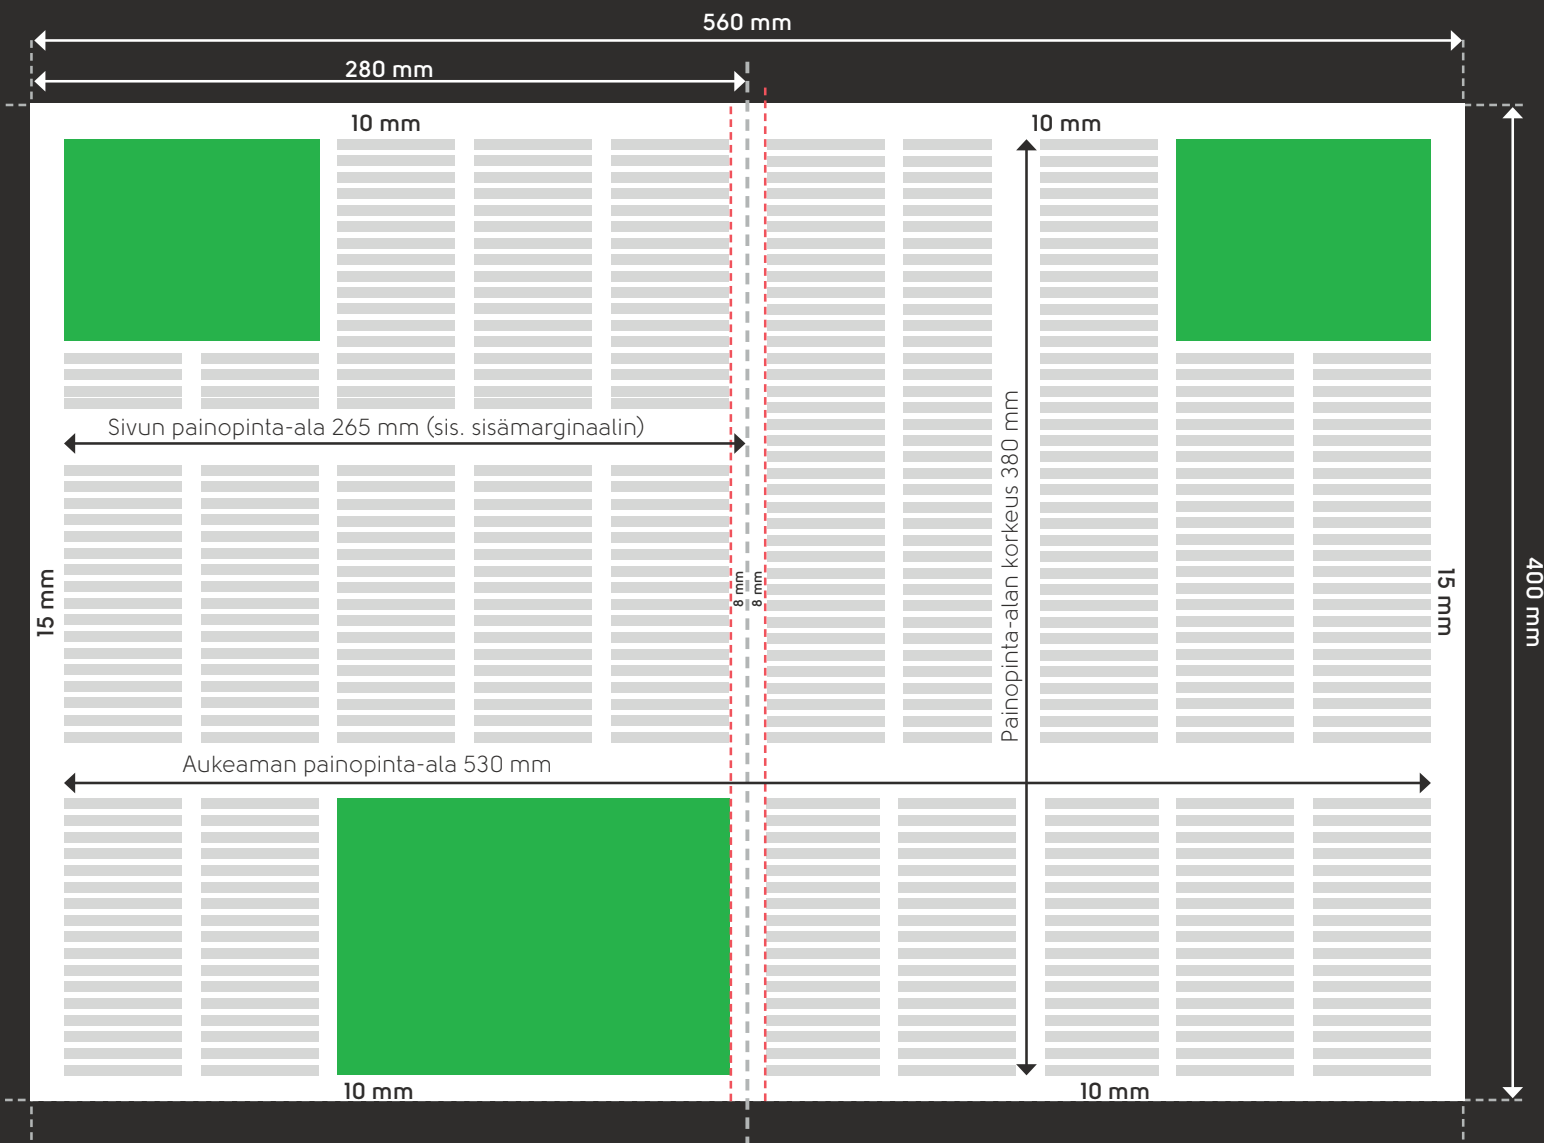 560 mm
280 mm
10 mm
10 mm
Sivun painopinta-ala 265 mm (sis. sisämarginaalin)
Painopinta-alan korkeus 380 mm
15 mm
8 mm
8 mm
15 mm
400 mm
Aukeaman painopinta-ala 530 mm
10 mm
10 mm